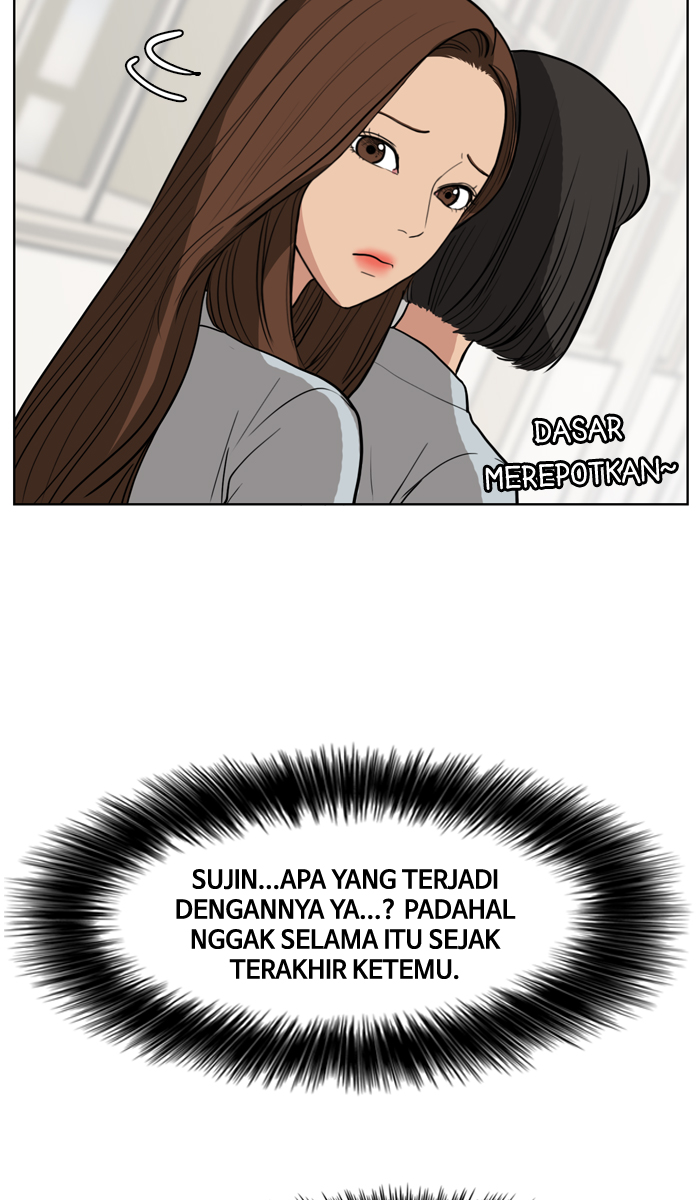 DASAR
MEREPOTKAN~
SUJIN...APA YANG TERJADI
DENGANNYA YA...? PADAHAL
NGGAK SELAMA ITU SEJAK
TERAKHIR KETEMU.